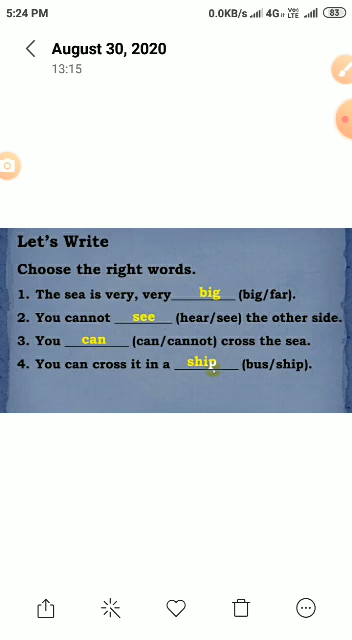 5:24 PM 0.0KB/s 4G VoLTE 83
August 30, 2020
13:15
Let's Write
Choose the right words.
1. The sea is very, very big (big/far).
2. You cannot see (hear/see) the other side.
3. You can (can/cannot) cross the sea.
4. You can cross it in a ship (bus/ship).